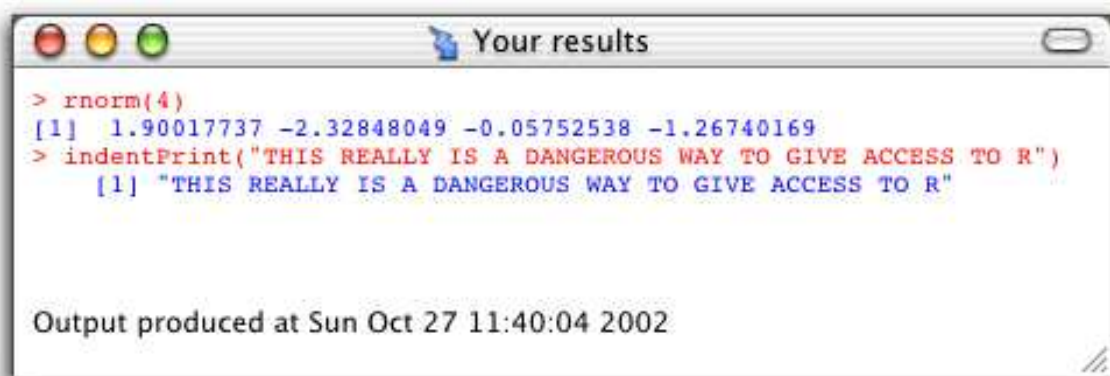 Your results
> rnorm(4)
[1]  1.90017737 -2.32848049 -0.05752538 -1.26740169
> indentPrint("THIS REALLY IS A DANGEROUS WAY TO GIVE ACCESS TO R")
    [1] "THIS REALLY IS A DANGEROUS WAY TO GIVE ACCESS TO R"
Output produced at Sun Oct 27 11:40:04 2002